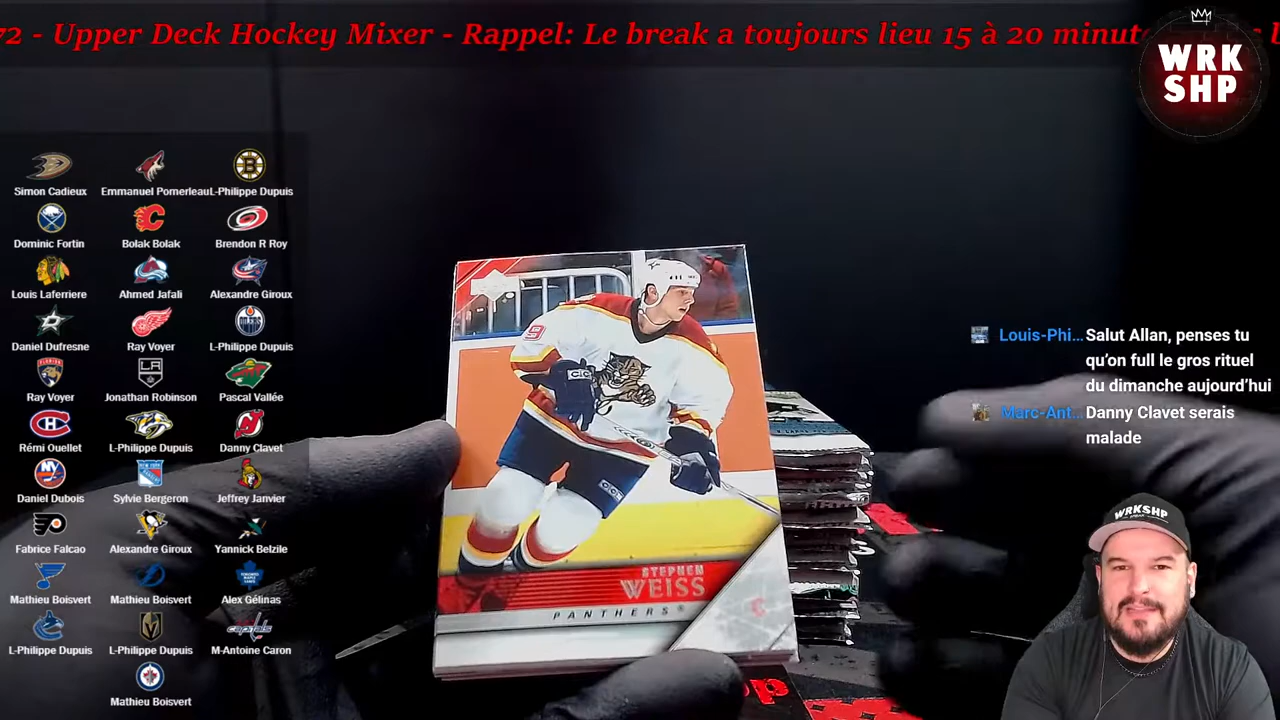 72 - Upper Deck Hockey Mixer - Rappel: Le break a toujours lieu 15 à 20 minut
WRK
SHP
Simon Cadieux
Emmanuel Pomerleau
L-Philippe Dupuis
Dominic Fortin
Bolak Bolak
Brendon R Roy
Louis Laferriere
Ahmed Jafali
Alexandre Giroux
Daniel Dufresne
Ray Voyer
L-Philippe Dupuis
Ray Voyer
Jonathan Robinson
Pascal Vallée
Rémi Ouellet
L-Philippe Dupuis
Danny Clavet
Daniel Dubois
Sylvie Bergeron
Jeffrey Janvier
Fabrice Falcao
Alexandre Giroux
Yannick Belzile
Mathieu Boisvert
Mathieu Boisvert
Alex Gélinas
L-Philippe Dupuis
L-Philippe Dupuis
M-Antoine Caron
Mathieu Boisvert
9
CCM
STEPHEN
WEISS
PANTHERS
C
Louis-Phi... Salut Allan, penses tu
qu'on full le gros rituel
du dimanche aujourd'hui
Marc-Ant... Danny Clavet serais
malade
WRKSHP